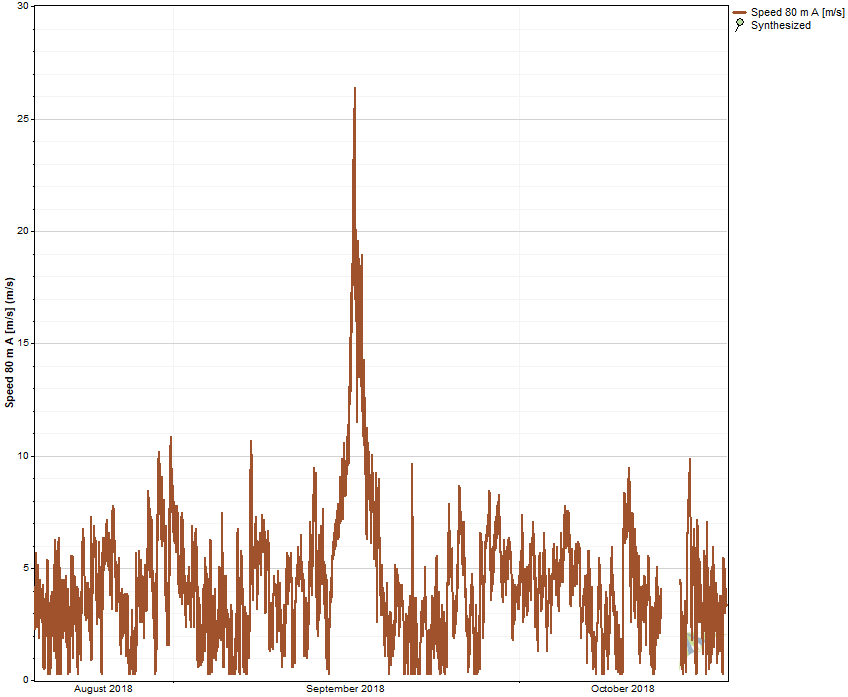 30
Speed 80 m A [m/s]
Synthesized
25
20
Speed 80 m A [m/s] (m/s)
15
10
5
0
August 2018
September 2018
October 2018